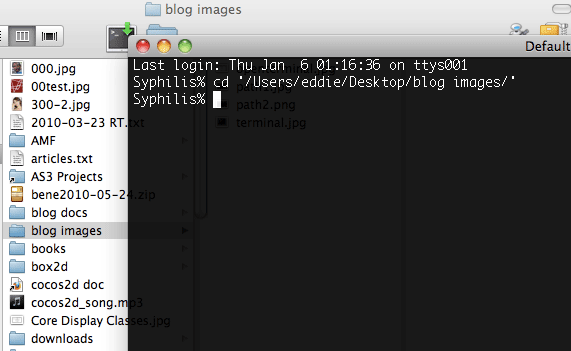 blog images
Default
Last login: Thu Jan  6 01:16:36 on ttys001
Syphilis% cd '/Users/eddie/Desktop/blog images/'
Syphilis%
path2.png
terminal.jpg
000.jpg
00test.jpg
300-2.jpg
2010-03-23 RT.txt
AMF
articles.txt
AS3 Projects
bene2010-05-24.zip
blog docs
blog images
books
box2d
cocos2d doc
cocos2d_song.mp3
Core Display Classes.jpg
downloads